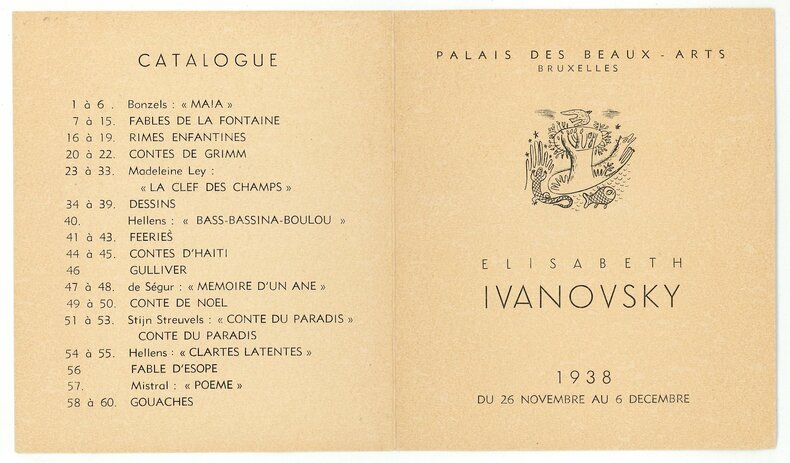 CATALOGUE
1 à 6 . Bonzels : « MAIA »
7 à 15. FABLES DE LA FONTAINE
16 à 19. RIMES ENFANTINES
20 à 22. CONTES DE GRIMM
23 à 33. Madeleine Ley :
« LA CLEF DES CHAMPS »
34 à 39. DESSINS
40. Hellens : « BASS-BASSINA-BOULOU »
41 à 43. FEERIES
44 à 45. CONTES D'HAITI
46 GULLIVER
47 à 48. de Ségur : « MEMOIRE D'UN ANE »
49 à 50. CONTE DE NOEL
51 à 53. Stijn Streuvels : « CONTE DU PARADIS »
CONTE DU PARADIS
54 à 55. Hellens : « CLARTES LATENTES »
56 FABLE D'ESOPE
57. Mistral : « POEME »
58 à 60. GOUACHES
PALAIS DES BEAUX - ARTS
BRUXELLES
ELISABETH
IVANOVSKY
1938
DU 26 NOVEMBRE AU 6 DECEMBRE